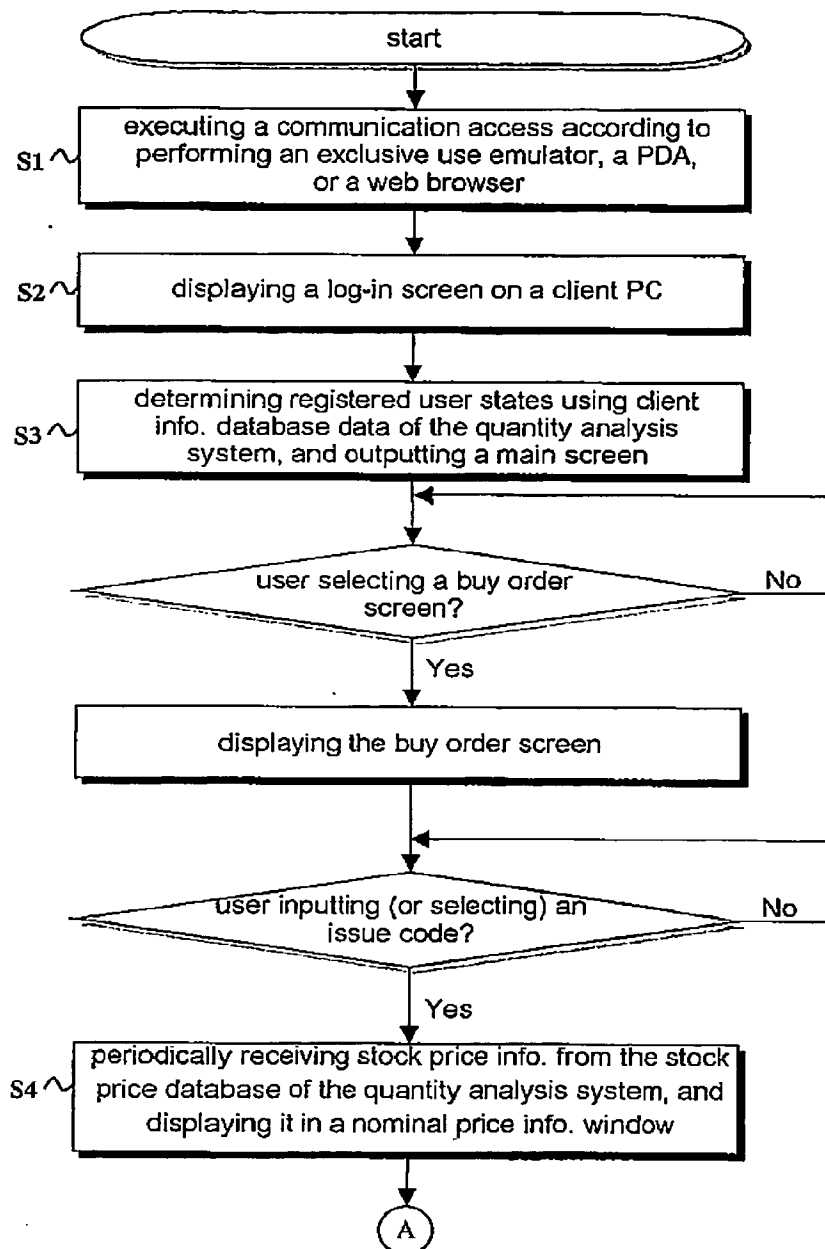 start
S1
executing a communication access according to
performing an exclusive use emulator, a PDA,
or a web browser
S2
displaying a log-in screen on a client PC
S3
determining registered user states using client
info. database data of the quantity analysis
system, and outputting a main screen
user selecting a buy order
screen?
No
Yes
displaying the buy order screen
user inputting (or selecting) an
issue code?
No
Yes
S4
periodically receiving stock price info. from the stock
price database of the quantity analysis system, and
displaying it in a nominal price info. window
A